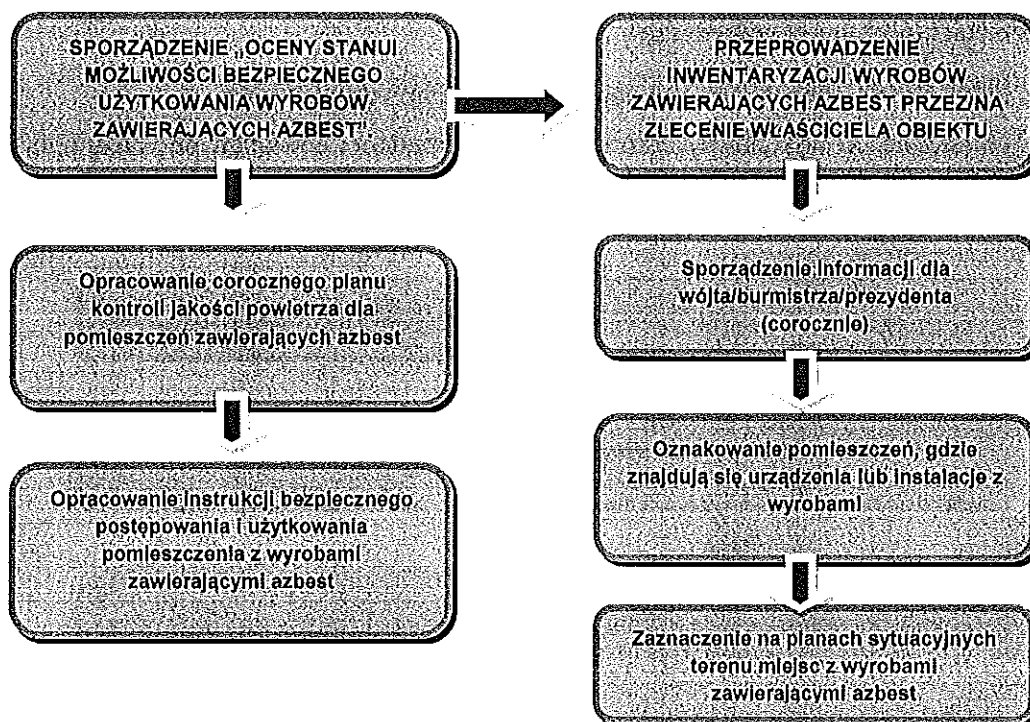 SPORZĄDZENIE „OCENY STANUI
MOŻLIWOŚCI BEZPIECZNEGO
UŻYTKOWANIA WYROBÓW
ZAWIERAJĄCYCH AZBEST”.
Opracowanie corocznego planu
kontroli jakości powietrza dla
pomieszczeń zawierających azbest
Opracowanie instrukcji bezpiecznego
postępowania i użytkowania
pomieszczenia z wyrobami
zawierającymi azbest
PRZEPROWADZENIE
INWENTARYZACJI WYROBÓW
ZAWIERAJĄCYCH AZBEST PRZEZ/NA
ZLECENIE WŁAŚCICIELA OBIEKTU
Sporządzenie informacji dla
wójta/burmistrza/prezydenta
(corocznie)
Oznakowanie pomieszczeń, gdzie
znajdują się urządzenia lub instalacje z
wyrobami
Zaznaczenie na planach sytuacyjnych
terenu miejsc z wyrobami
zawierającymi azbest